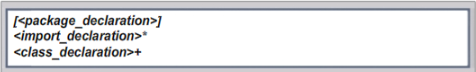 [<package_declaration>]
<import_declaration>*
<class_declaration>+